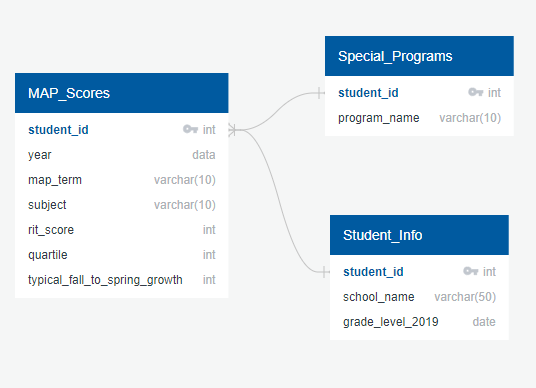 MAP_Scores
student_id int
year data
map_term varchar(10)
subject varchar(10)
rit_score int
quartile int
typical_fall_to_spring_growth int
Special_Programs
student_id int
program_name varchar(10)
Student_Info
student_id int
school_name varchar(50)
grade_level_2019 date